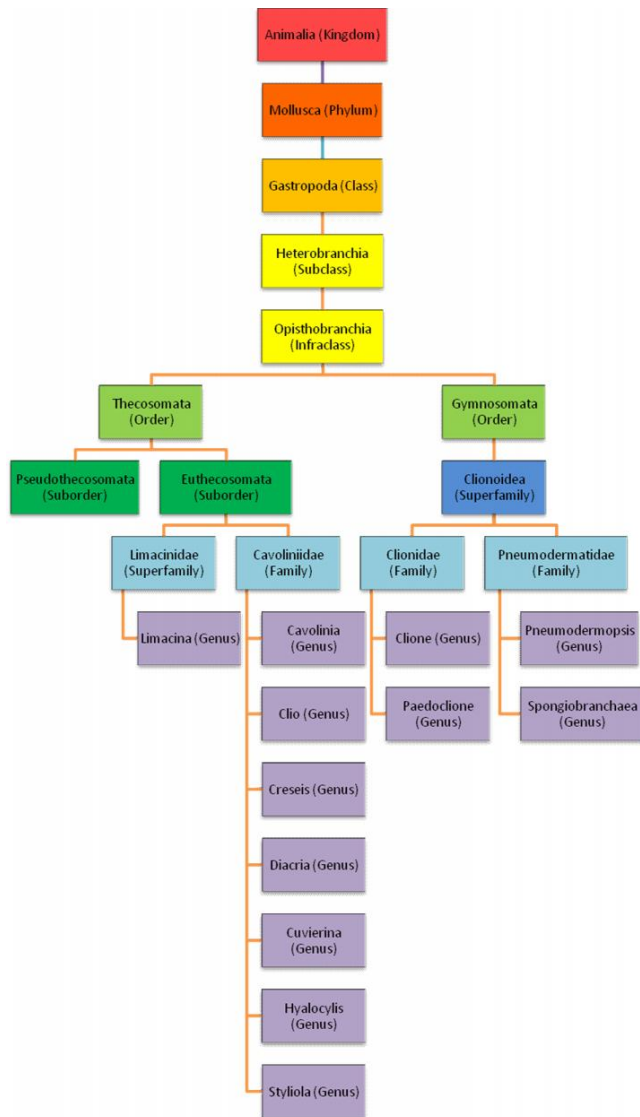 Animalia (Kingdom)
Mollusca (Phylum)
Gastropoda (Class)
Heterobranchia
(Subclass)
Opisthobranchia
(Infraclass)
Thecosomata
(Order)
Gymnosomata
(Order)
Pseudothecosomata
(Suborder)
Euthecosomata
(Suborder)
Clionoidea
(Superfamily)
Limacinidae
(Superfamily)
Cavoliniidae
(Family)
Clionidae
(Family)
Pneumodermatidae
(Family)
Limacina (Genus)
Cavolinia
(Genus)
Clione (Genus)
Pneumodermopsis
(Genus)
Clio (Genus)
Paedoclione
(Genus)
Spongiobranchaea
(Genus)
Creseis (Genus)
Diacria (Genus)
Cuvierina
(Genus)
Hyalocylis
(Genus)
Styliola (Genus)